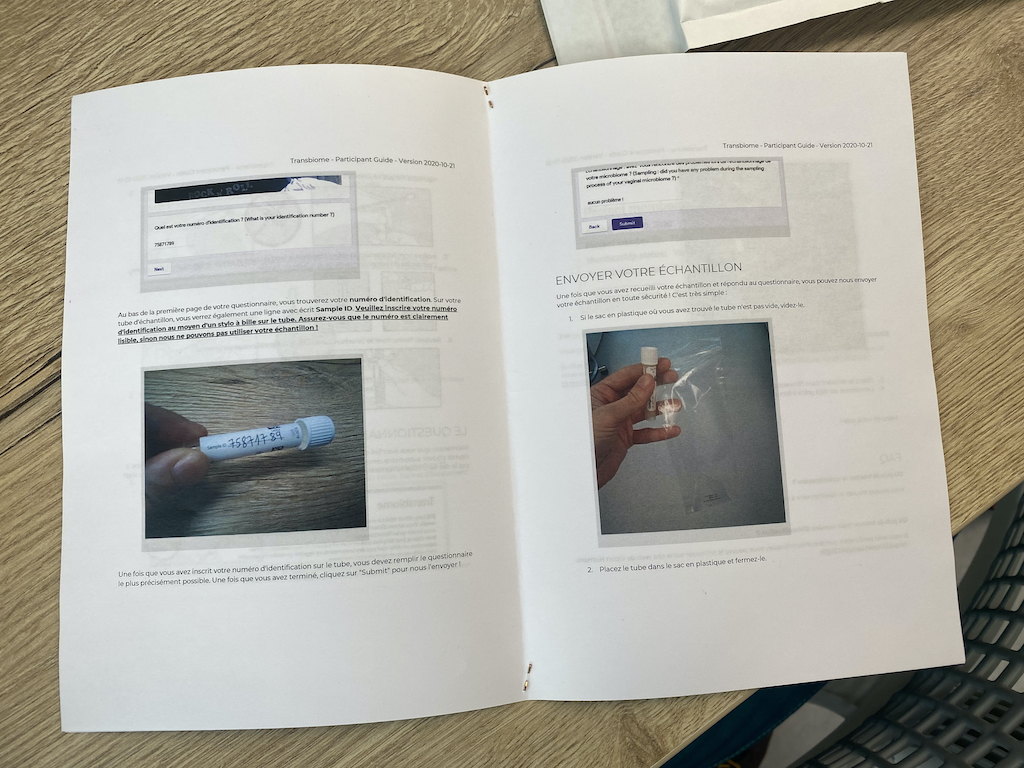 Transbiome - Participant Guide - Version 2020-10-21
ROCK & ROLL
Quel est votre numéro d'identification ? (What is your identification number ?)
75871789
Next
Au bas de la première page de votre questionnaire, vous trouverez votre numéro d'identification. Sur votre
tube d'échantillon, vous verrez également une ligne avec écrit Sample ID. Veuillez inscrire votre numéro
d'identification au moyen d'un stylo à bille sur le tube. Assurez-vous que le numéro est clairement
lisible, sinon nous ne pouvons pas utiliser votre échantillon !
Sample ID
Une fois que vous avez inscrit votre numéro d'identification sur le tube, vous devez remplir le questionnaire
le plus précisément possible. Une fois que vous avez terminé, cliquez sur "Submit" pour nous l'envoyer !
Transbiome - Participant Guide - Version 2020-10-21
votre microbiome ? (Sampling : did you have any problem during the sampling
process of your vaginal microbiome ?) *
aucus problème !
Back
Submit
ENVOYER VOTRE ÉCHANTILLON
Une fois que vous avez recueilli votre échantillon et répondu au questionnaire, vous pouvez nous envoyer
votre échantillon en toute sécurité ! C'est très simple :
1. Si le sac en plastique où vous avez trouvé le tube n'est pas vide, videz-le.
2. Placez le tube dans le sac en plastique et fermez-le.